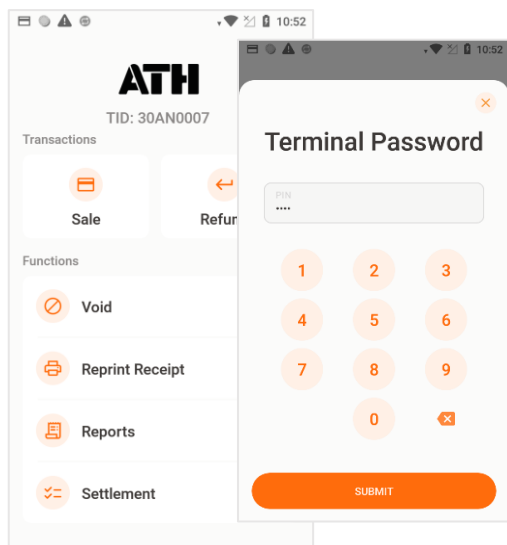 10:52
ATH
TID: 30AN0007
Transactions
Sale
Refun
Functions
Void
Reprint Receipt
Reports
Settlement
10:52
Terminal Password
PIN
••••
1 2 3
4 5 6
7 8 9
0
SUBMIT